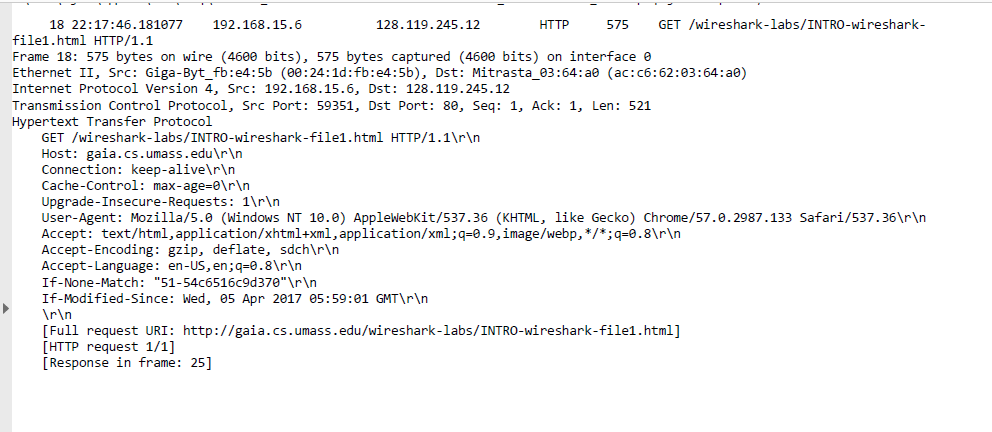 18 22:17:46.181077 192.168.15.6 128.119.245.12 HTTP 575 GET /wireshark-labs/INTRO-wireshark-
file1.html HTTP/1.1
Frame 18: 575 bytes on wire (4600 bits), 575 bytes captured (4600 bits) on interface 0
Ethernet II, Src: Giga-Byt_fb:e4:5b (00:24:1d:fb:e4:5b), Dst: Mitrasta_03:64:a0 (ac:c6:62:03:64:a0)
Internet Protocol Version 4, Src: 192.168.15.6, Dst: 128.119.245.12
Transmission Control Protocol, Src Port: 59351, Dst Port: 80, Seq: 1, Ack: 1, Len: 521
Hypertext Transfer Protocol
GET /wireshark-labs/INTRO-wireshark-file1.html HTTP/1.1\r\n
Host: gaia.cs.umass.edu\r\n
Connection: keep-alive\r\n
Cache-Control: max-age=0\r\n
Upgrade-Insecure-Requests: 1\r\n
User-Agent: Mozilla/5.0 (Windows NT 10.0) AppleWebKit/537.36 (KHTML, like Gecko) Chrome/57.0.2987.133 Safari/537.36\r\n
Accept: text/html,application/xhtml+xml,application/xml;q=0.9,image/webp,*/*;q=0.8\r\n
Accept-Encoding: gzip, deflate, sdch\r\n
Accept-Language: en-US,en;q=0.8\r\n
If-None-Match: "51-54c6516c9d370"\r\n
If-Modified-Since: Wed, 05 Apr 2017 05:59:01 GMT\r\n
\r\n
[Full request URI: http://gaia.cs.umass.edu/wireshark-labs/INTRO-wireshark-file1.html]
[HTTP request 1/1]
[Response in frame: 25]